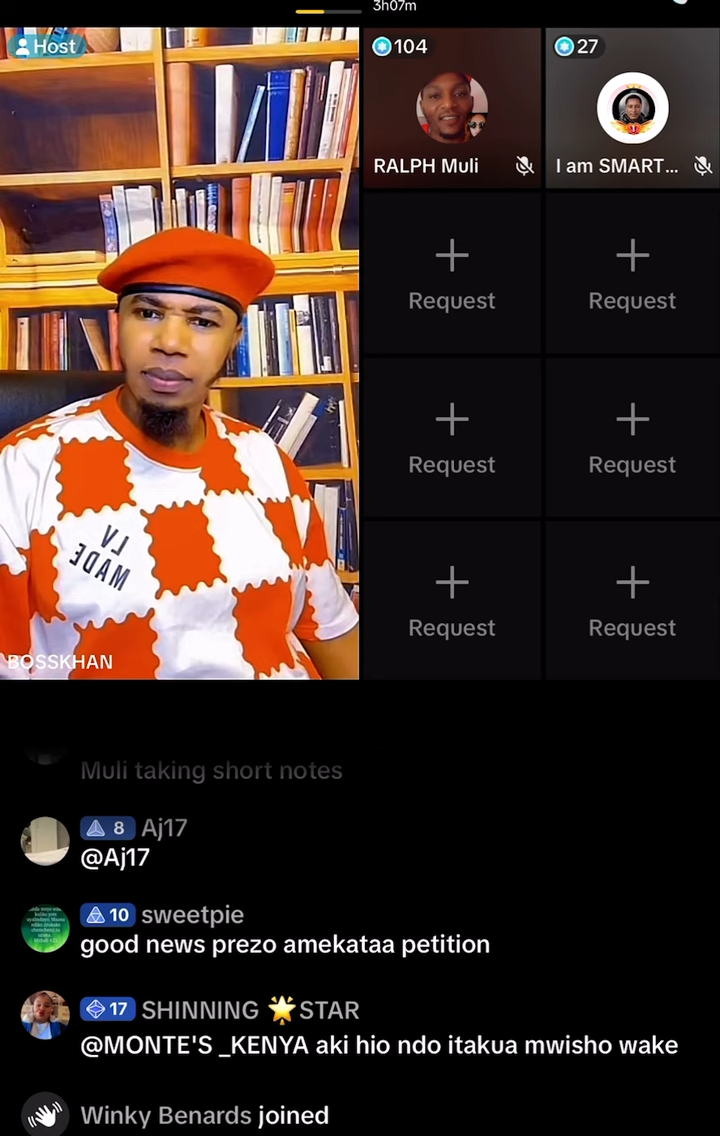 3h07m
Host
104
27
RALPH Muli
I am SMART...
Request
Request
Request
Request
Request
Request
LV
MADE
BOSSKHAN
Muli taking short notes
8 Aj17
@Aj17
10 sweetpie
good news prezo amekataa petition
17 SHINNING 🌟STAR
@MONTE'S _KENYA aki hio ndo itakua mwisho wake
Winky Benards joined